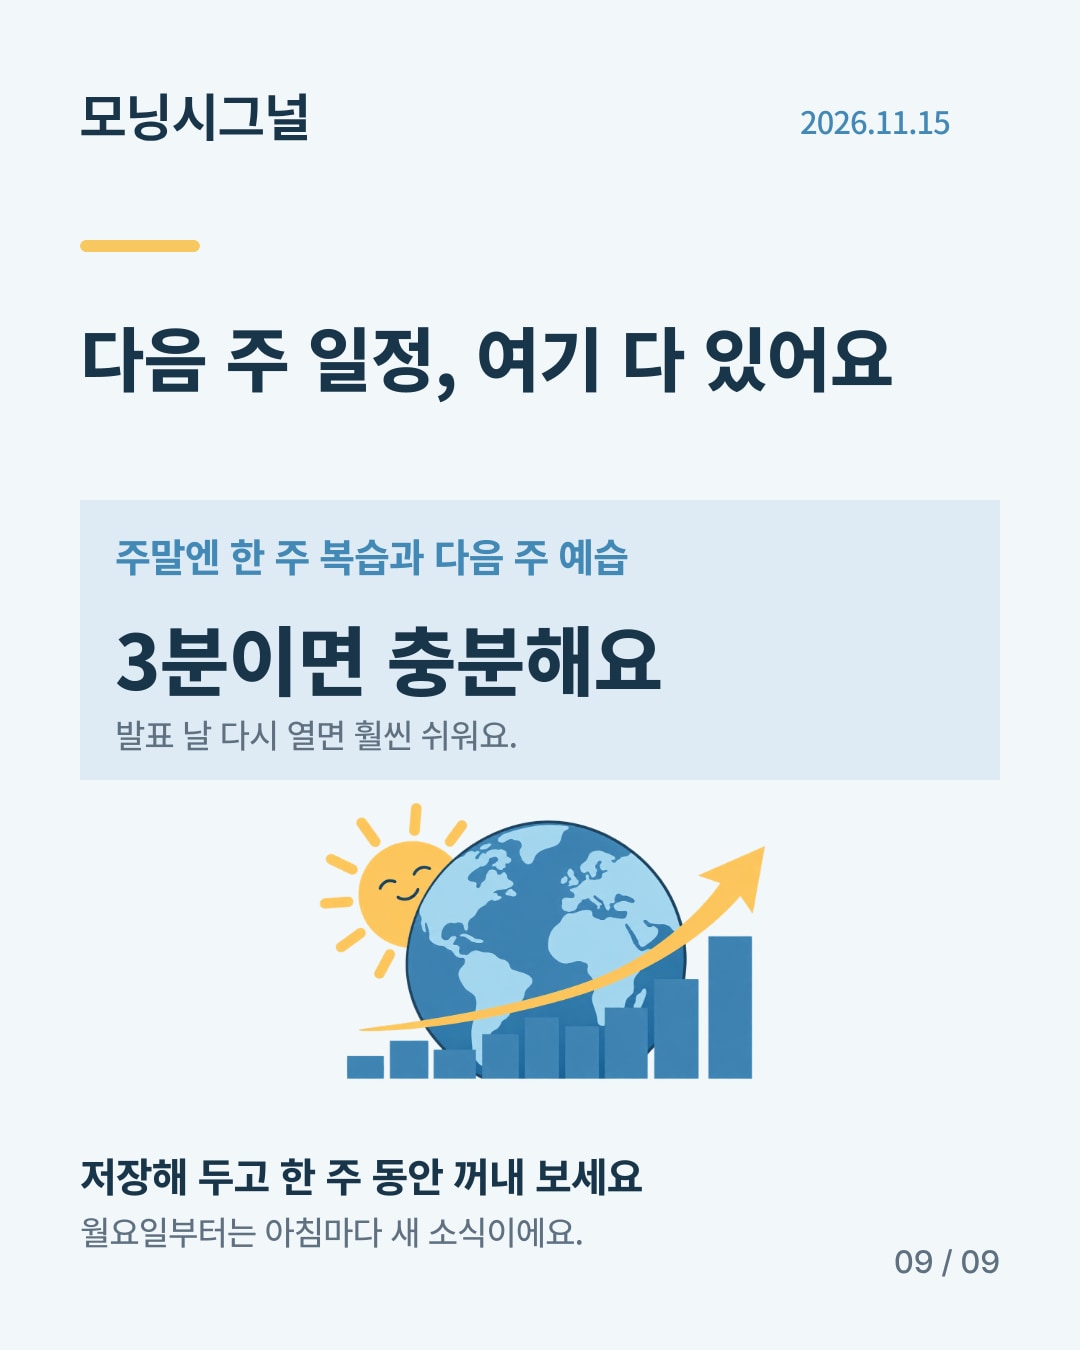 모닝시그널
2026.11.15
다음 주 일정, 여기 다 있어요
주말엔 한 주 복습과 다음 주 예습
3분이면 충분해요
발표 날 다시 열면 훨씬 쉬워요.
저장해 두고 한 주 동안 꺼내 보세요
월요일부터는 아침마다 새 소식이에요.
09 / 09